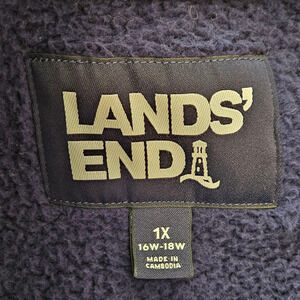 LANDS'
END
1X
16W-18W
MADE IN
CAMBODIA